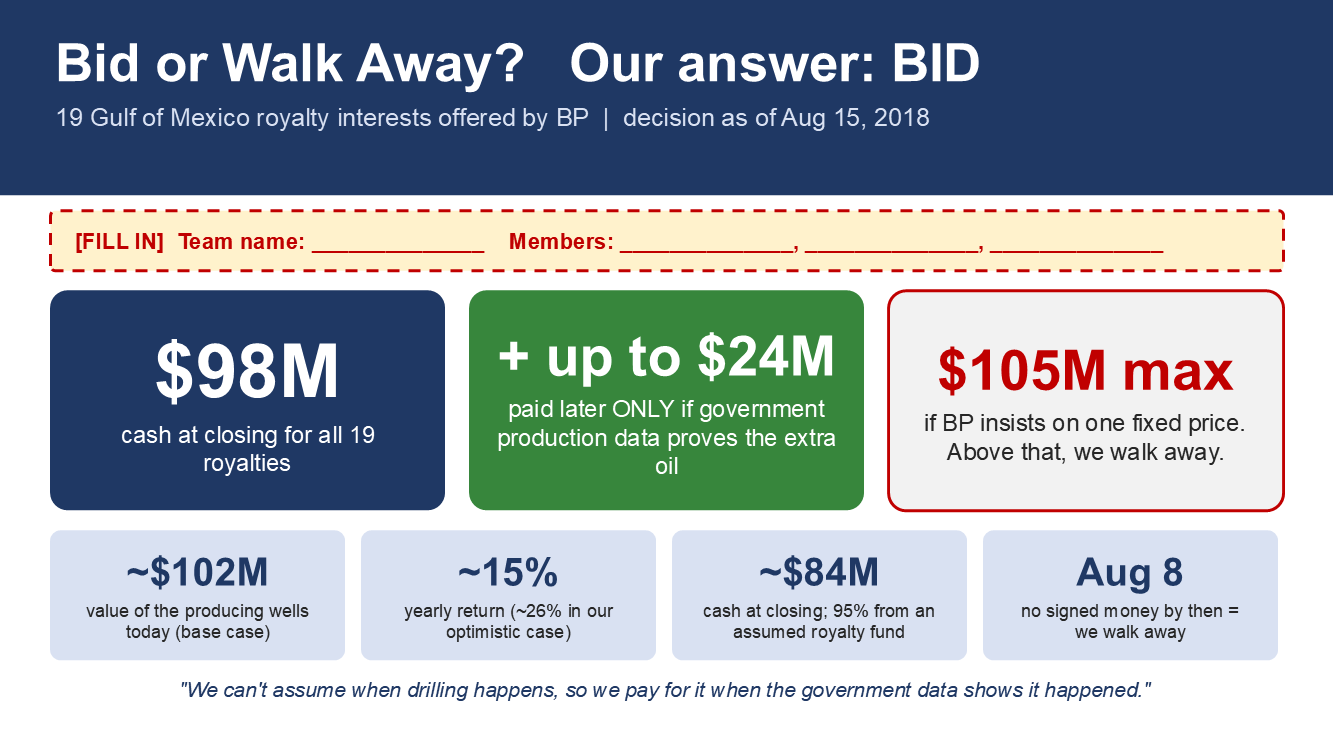 Bid or Walk Away?   Our answer: BID
19 Gulf of Mexico royalty interests offered by BP  |  decision as of Aug 15, 2018
[FILL IN]  Team name: ______________    Members: ______________, ______________, ______________
$98M
cash at closing for all 19
royalties
+ up to $24M
paid later ONLY if government
production data proves the extra
oil
$105M max
if BP insists on one fixed price.
Above that, we walk away.
~$102M
value of the producing wells
today (base case)
~15%
yearly return (~26% in our
optimistic case)
~$84M
cash at closing; 95% from an
assumed royalty fund
Aug 8
no signed money by then =
we walk away
"We can't assume when drilling happens, so we pay for it when the government data shows it happened."